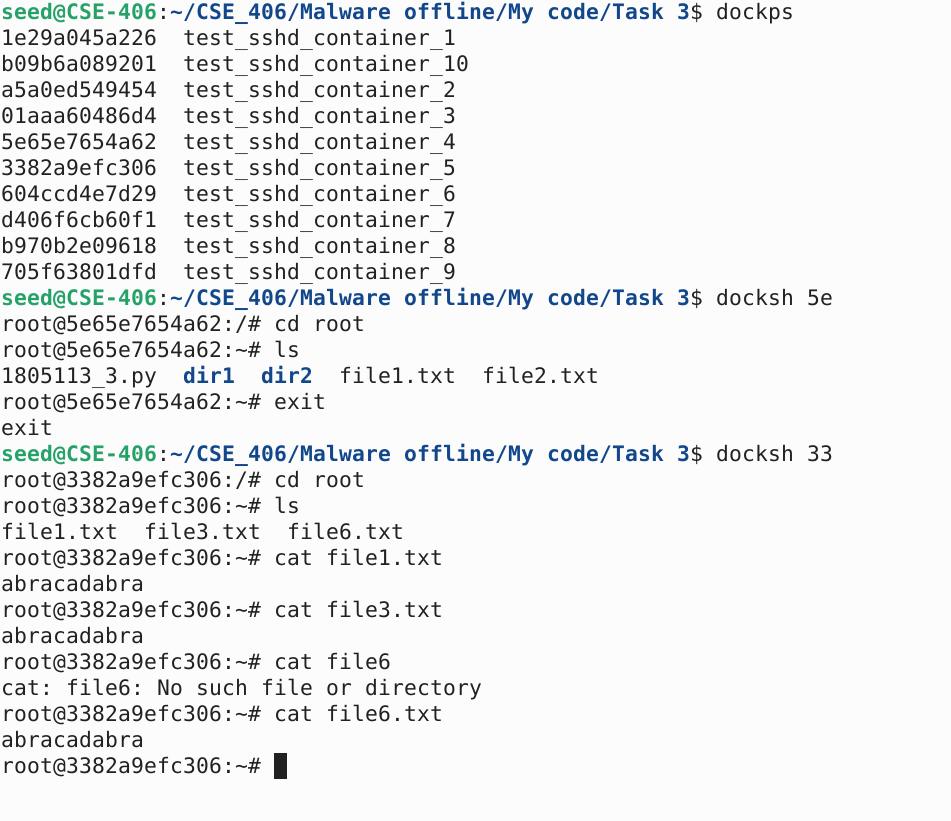 seed@CSE-406:~/CSE_406/Malware offline/My code/Task 3$ dockps
1e29a045a226  test_sshd_container_1
b09b6a089201  test_sshd_container_10
a5a0ed549454  test_sshd_container_2
01aaa60486d4  test_sshd_container_3
5e65e7654a62  test_sshd_container_4
3382a9efc306  test_sshd_container_5
604ccd4e7d29  test_sshd_container_6
d406f6cb60f1  test_sshd_container_7
b970b2e09618  test_sshd_container_8
705f63801dfd  test_sshd_container_9
seed@CSE-406:~/CSE_406/Malware offline/My code/Task 3$ docksh 5e
root@5e65e7654a62:/# cd root
root@5e65e7654a62:~# ls
1805113_3.py  dir1  dir2  file1.txt  file2.txt
root@5e65e7654a62:~# exit
exit
seed@CSE-406:~/CSE_406/Malware offline/My code/Task 3$ docksh 33
root@3382a9efc306:/# cd root
root@3382a9efc306:~# ls
file1.txt  file3.txt  file6.txt
root@3382a9efc306:~# cat file1.txt
abracadabra
root@3382a9efc306:~# cat file3.txt
abracadabra
root@3382a9efc306:~# cat file6
cat: file6: No such file or directory
root@3382a9efc306:~# cat file6.txt
abracadabra
root@3382a9efc306:~#